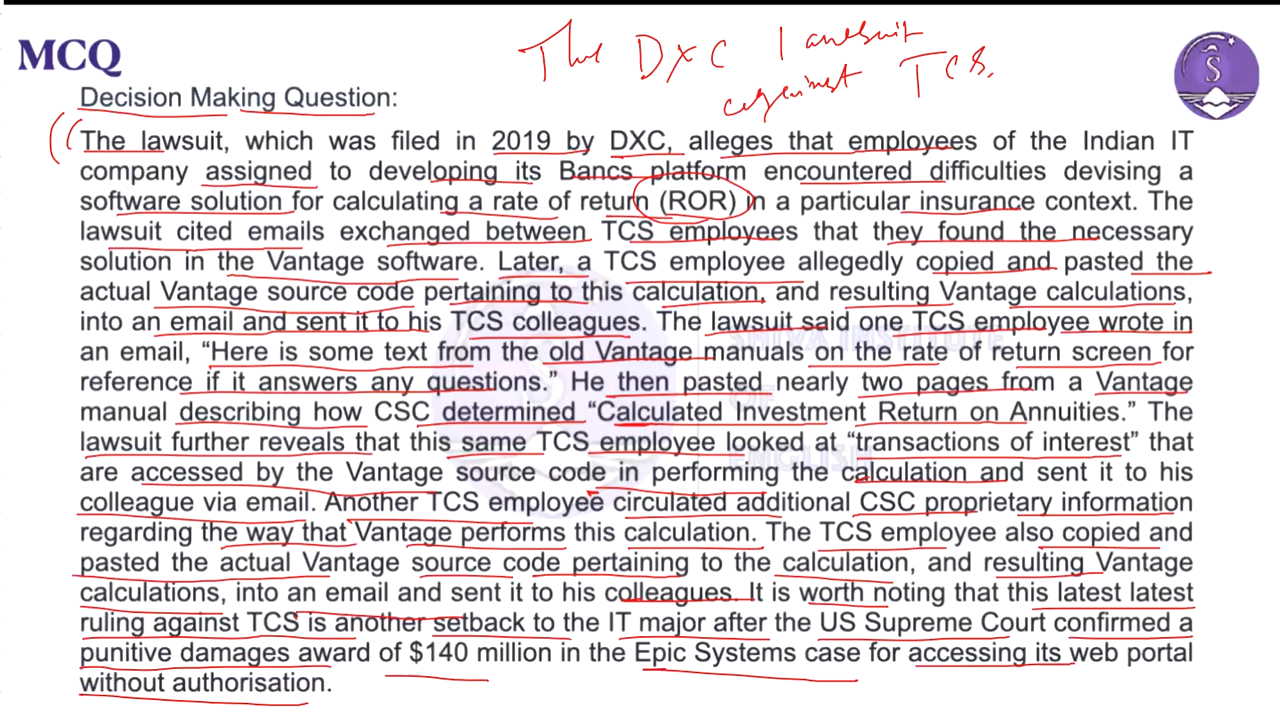 The DXC lawsuit
against TCS.
MCQ
Decision Making Question:
The lawsuit, which was filed in 2019 by DXC, alleges that employees of the Indian IT
company assigned to developing its Bancs platform encountered difficulties devising a
software solution for calculating a rate of return (ROR) in a particular insurance context. The
lawsuit cited emails exchanged between TCS employees that they found the necessary
solution in the Vantage software. Later, a TCS employee allegedly copied and pasted the
actual Vantage source code pertaining to this calculation, and resulting Vantage calculations,
into an email and sent it to his TCS colleagues. The lawsuit said one TCS employee wrote in
an email, “Here is some text from the old Vantage manuals on the rate of return screen for
reference if it answers any questions.” He then pasted nearly two pages from a Vantage
manual describing how CSC determined “Calculated Investment Return on Annuities.” The
lawsuit further reveals that this same TCS employee looked at “transactions of interest” that
are accessed by the Vantage source code in performing the calculation and sent it to his
colleague via email. Another TCS employee circulated additional CSC proprietary information
regarding the way that Vantage performs this calculation. The TCS employee also copied and
pasted the actual Vantage source code pertaining to the calculation, and resulting Vantage
calculations, into an email and sent it to his colleagues. It is worth noting that this latest latest
ruling against TCS is another setback to the IT major after the US Supreme Court confirmed a
punitive damages award of $140 million in the Epic Systems case for accessing its web portal
without authorisation.
SHIVA INSTITUTE
OF
ENGLISH